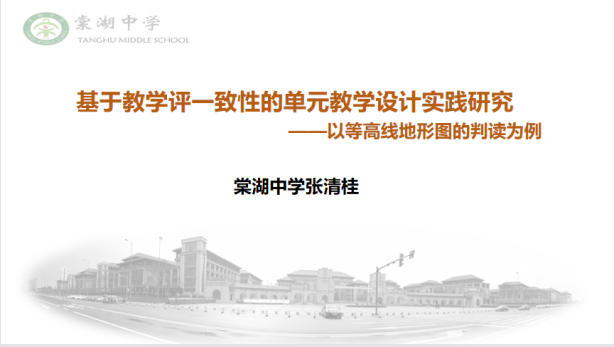 棠湖中学
TANGHU MIDDLE SCHOOL
基于教学评一致性的单元教学设计实践研究
——以等高线地形图的判读为例
棠湖中学张清桂